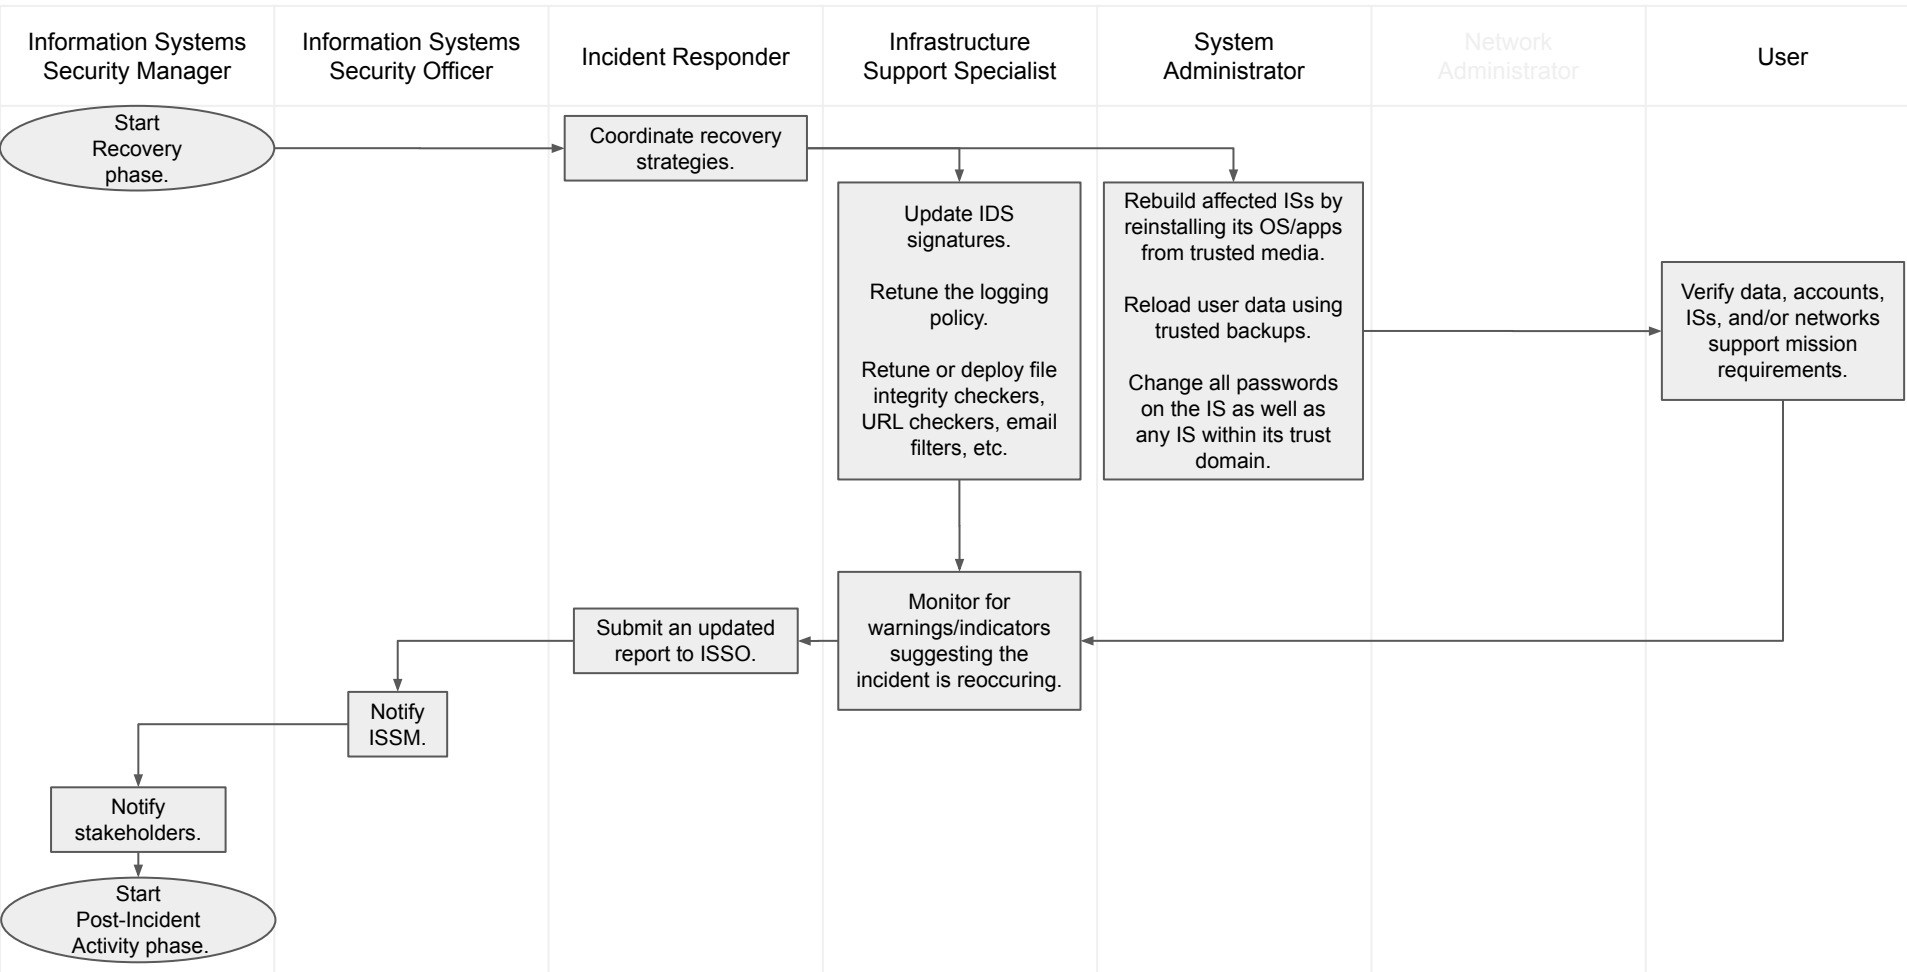 Information Systems
Security Manager
Information Systems
Security Officer
Incident Responder
Infrastructure
Support Specialist
System
Administrator
Network
Administrator
User
Start
Recovery
phase.
Coordinate recovery
strategies.
Update IDS
signatures.
Retune the logging
policy.
Retune or deploy file
integrity checkers,
URL checkers, email
filters, etc.
Rebuild affected ISs by
reinstalling its OS/apps
from trusted media.
Reload user data using
trusted backups.
Change all passwords
on the IS as well as
any IS within its trust
domain.
Verify data, accounts,
ISs, and/or networks
support mission
requirements.
Monitor for
warnings/indicators
suggesting the
incident is reoccuring.
Submit an updated
report to ISSO.
Notify
ISSM.
Notify
stakeholders.
Start
Post-Incident
Activity phase.